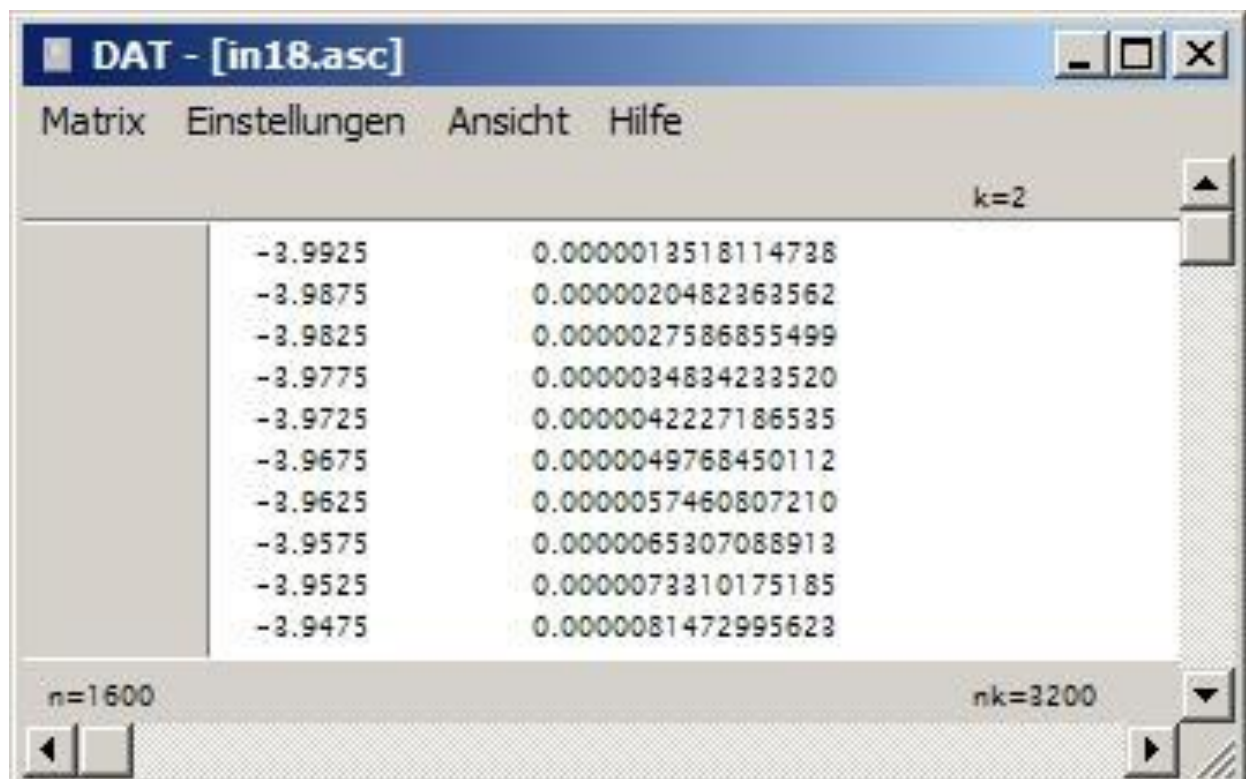 DAT - [in18.asc]
Matrix Einstellungen Ansicht Hilfe
k=2
-3.9925 0.0000013518114738
-3.9875 0.0000020482363562
-3.9825 0.0000027586855499
-3.9775 0.0000034834233520
-3.9725 0.0000042227186535
-3.9675 0.0000049768450112
-3.9625 0.0000057460807210
-3.9575 0.0000065307088913
-3.9525 0.0000073310175185
-3.9475 0.0000081472995623
n=1600 nk=3200